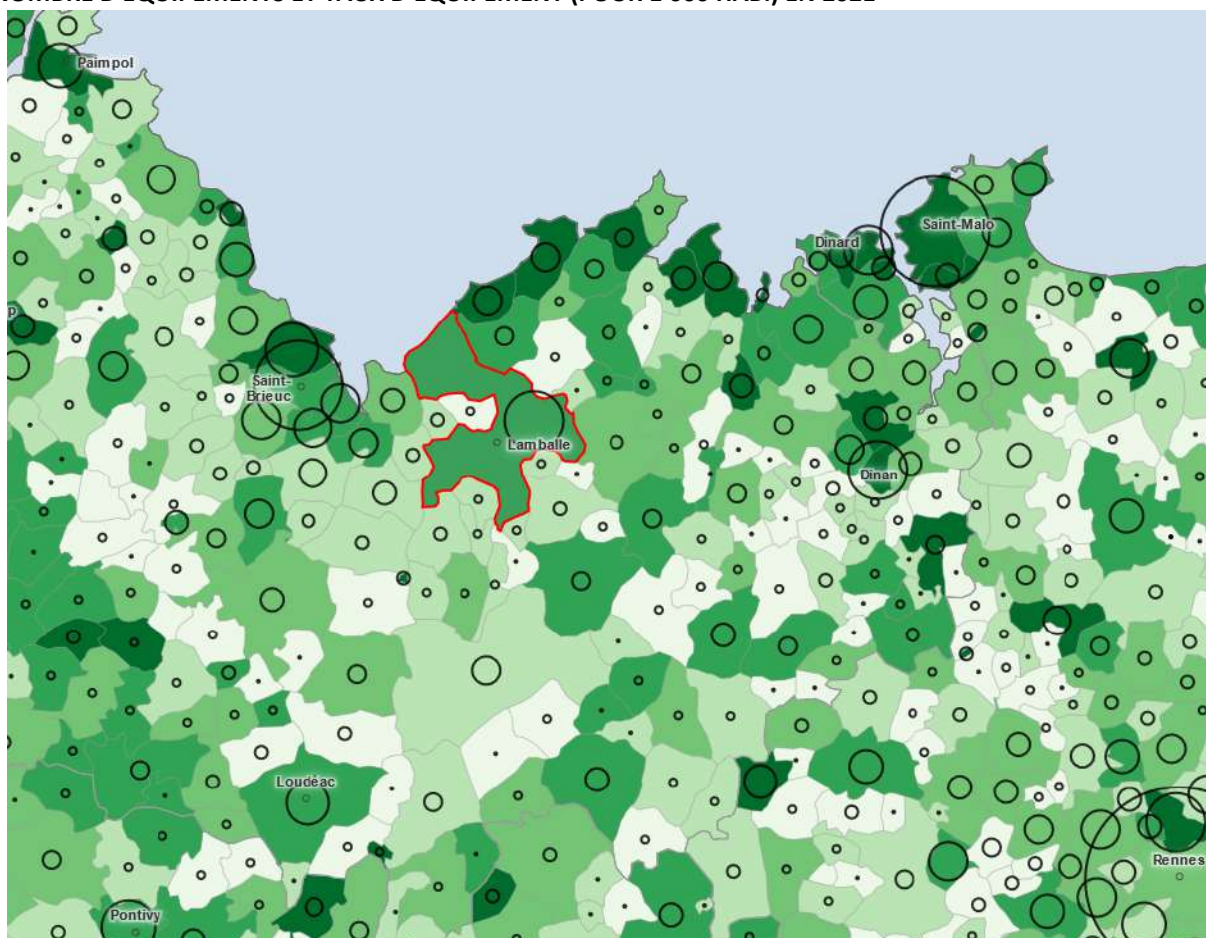 Paimpol
Saint-Malo
Dinard
p
Saint-
Brieuc
Lamballe
Dinan
Loudéac
Rennes
Pontivy